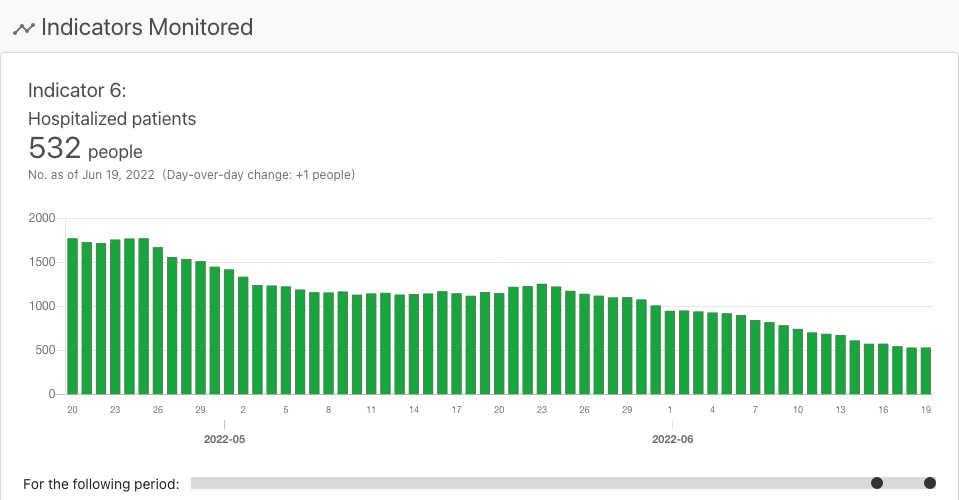 Indicators Monitored
Indicator 6:
Hospitalized patients
532 people
No. as of Jun 19, 2022 (Day-over-day change: +1 people)
2000
1500
1000
500
0
20 23 26 29 2 5 8 11 14 17 20 23 26 29 1 4 7 10 13 16 19
2022-05 2022-06
For the following period: